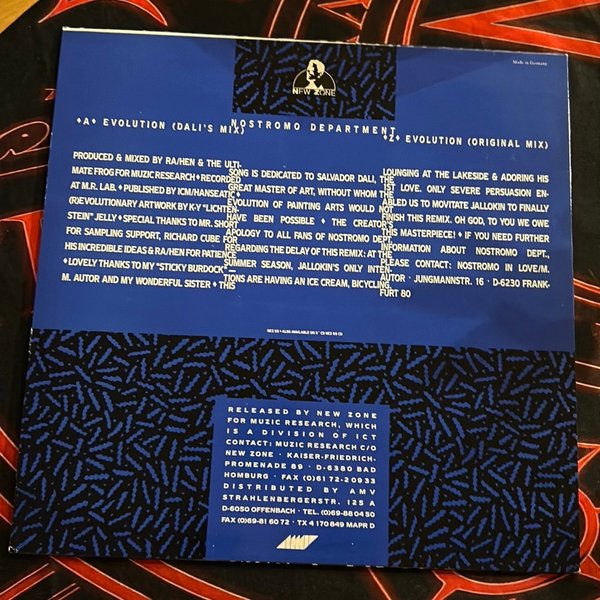 NEW ZONE
Made in Germany
NOSTROMO DEPARTMENT
♦A♦ EVOLUTION (DALI'S MIX)
♦Z♦ EVOLUTION (ORIGINAL MIX)
PRODUCED & MIXED BY RA/HEN & THE ULTI-
MATE FROG FOR MUZIC RESEARCH ♦ RECORDED
AT M.R. LAB. ♦ PUBLISHED BY ICM/HANSEATIC ♦
(R)EVOLUTIONARY ARTWORK BY K-Y "LICHTEN-
STEIN" JELLY ♦ SPECIAL THANKS TO MR. SHORT
FOR SAMPLING SUPPORT, RICHARD CUBE FOR
HIS INCREDIBLE IDEAS & RA/HEN FOR PATIENCE
♦ LOVELY THANKS TO MY "STICKY BURDOCK" —
M. AUTOR AND MY WONDERFUL SISTER ♦ THIS
SONG IS DEDICATED TO SALVADOR DALI, THE
GREAT MASTER OF ART, WITHOUT WHOM THE
EVOLUTION OF PAINTING ARTS WOULD NOT
HAVE BEEN POSSIBLE ♦ THE CREATOR'S
APOLOGY TO ALL FANS OF NOSTROMO DEPT.
REGARDING THE DELAY OF THIS REMIX: AT THE
SUMMER SEASON, JALLOKIN'S ONLY INTEN-
TIONS ARE HAVING AN ICE CREAM, BICYCLING,
LOUNGING AT THE LAKESIDE & ADORING HIS
1ST LOVE. ONLY SEVERE PERSUASION EN-
ABLED US TO MOVITATE JALLOKIN TO FINALLY
FINISH THIS REMIX. OH GOD, TO YOU WE OWE
THIS MASTERPIECE! ♦ IF YOU NEED FURTHER
INFORMATION ABOUT NOSTROMO DEPT.,
PLEASE CONTACT: NOSTROMO IN LOVE/M.
AUTOR · JUNGMANNSTR. 16 · D-6230 FRANK-
FURT 80
ALSO AVAILABLE
RELEASED BY NEW ZONE
FOR MUZIC RESEARCH, WHICH
IS A DIVISION OF ICT
CONTACT: MUZIC RESEARCH C/O
NEW ZONE · KAISER-FRIEDRICH-
PROMENADE 89 · D-6380 BAD
HOMBURG · FAX (0)61 72-20933
DISTRIBUTED BY AMV
STRAHLENBERGERSTR. 125 A
D-6050 OFFENBACH · TEL. (0)69-88 04 50
FAX (0)69-81 60 72 · TX 4 170 849 MAPR D
AMV